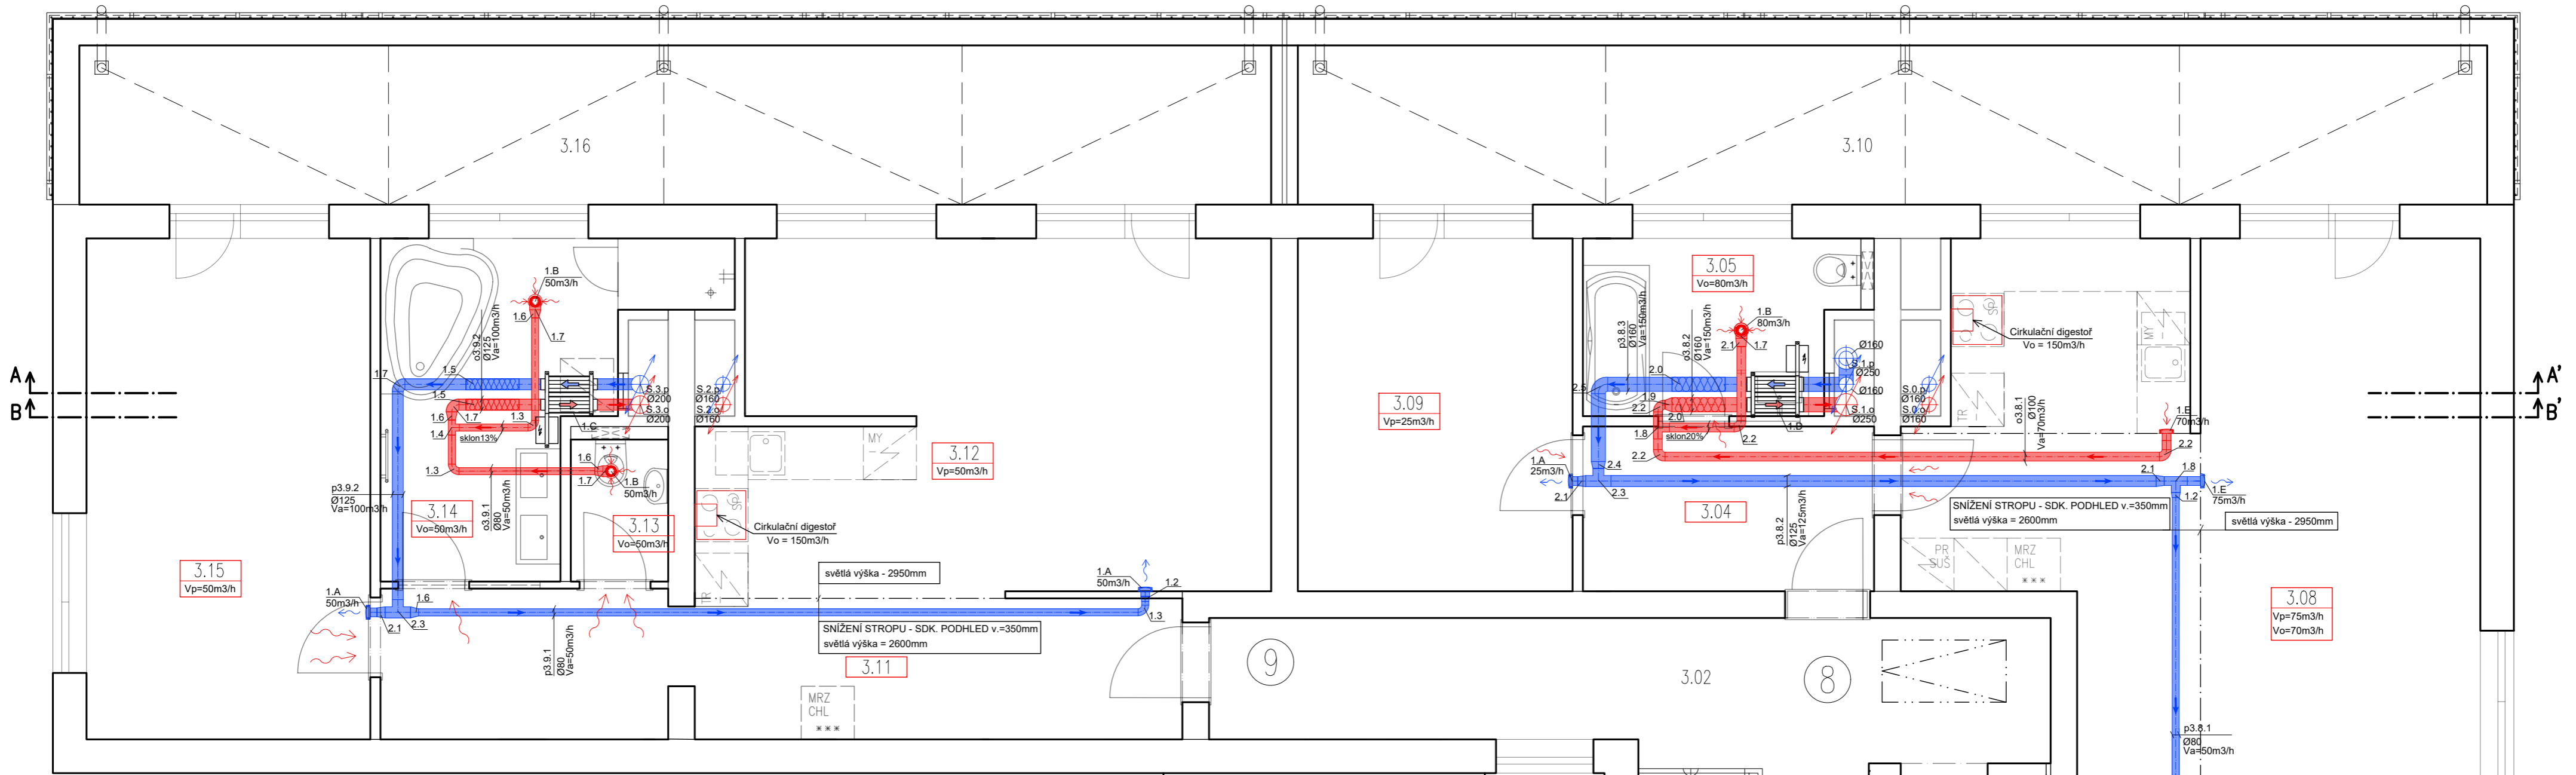 3.16
3.10
A
B
A'
B'
1.B
50m3/h
1.6
1.7
o3.9.2
Ø125
Va=100m3/h
1.7
1.5
1.5
1.6
1.7
1.3
1.4
sklon13%
1.C
1.3
S.3.p
Ø200
S.3.o
Ø200
S.2.p
Ø160
S.2.o
Ø160
1.6
1.7
1.B
50m3/h
p3.9.2
Ø125
Va=100m3/h
3.14
Vo=50m3/h
o3.9.1
Ø80
Va=50m3/h
3.13
Vo=50m3/h
SP
Cirkulační digestoř
Vo = 150m3/h
TR
MY
3.12
Vp=50m3/h
3.15
Vp=50m3/h
1.A
50m3/h
2.1
2.3
1.6
světlá výška - 2950mm
1.A
50m3/h
1.2
1.3
SNÍŽENÍ STROPU - SDK. PODHLED v.=350mm
světlá výška = 2600mm
p3.9.1
Ø80
Va=50m3/h
3.11
MRZ
CHL
***
9
3.09
Vp=25m3/h
3.05
Vo=80m3/h
1.B
80m3/h
2.1
1.7
p3.8.3
Ø160
Va=150m3/h
o3.8.2
Ø160
Va=150m3/h
2.0
1.9
2.2
2.0
1.8
sklon20%
2.2
2.2
1.D
Ø160
S.1.p
Ø250
Ø160
S.1.o
Ø250
S.0.p
Ø160
S.0.o
Ø160
SP
Cirkulační digestoř
Vo = 150m3/h
MY
TR
o3.8.1
Ø100
Va=70m3/h
1.E
70m3/h
2.2
1.A
25m3/h
2.1
2.4
2.3
2.1
1.8
1.2
1.E
75m3/h
3.04
p3.8.2
Ø125
Va=125m3/h
SNÍŽENÍ STROPU - SDK. PODHLED v.=350mm
světlá výška = 2600mm
světlá výška - 2950mm
PR
SUŠ
MRZ
CHL
***
3.08
Vp=75m3/h
Vo=70m3/h
3.02
8
p3.8.1
Ø80
Va=50m3/h